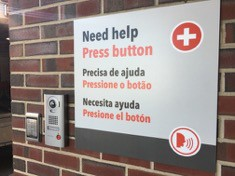 Need help
Press button
Precisa de ajuda
Pressione o botão
Necesita ayuda
Presione el botón